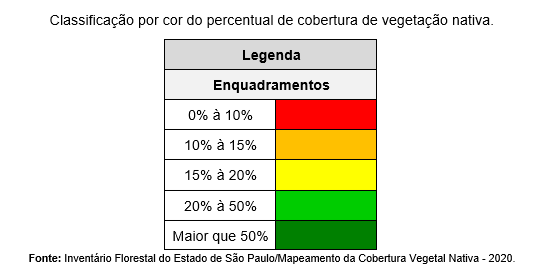 Classificação por cor do percentual de cobertura de vegetação nativa.
Legenda
Enquadramentos
0% à 10%
10% à 15%
15% à 20%
20% à 50%
Maior que 50%
Fonte: Inventário Florestal do Estado de São Paulo/Mapeamento da Cobertura Vegetal Nativa - 2020.